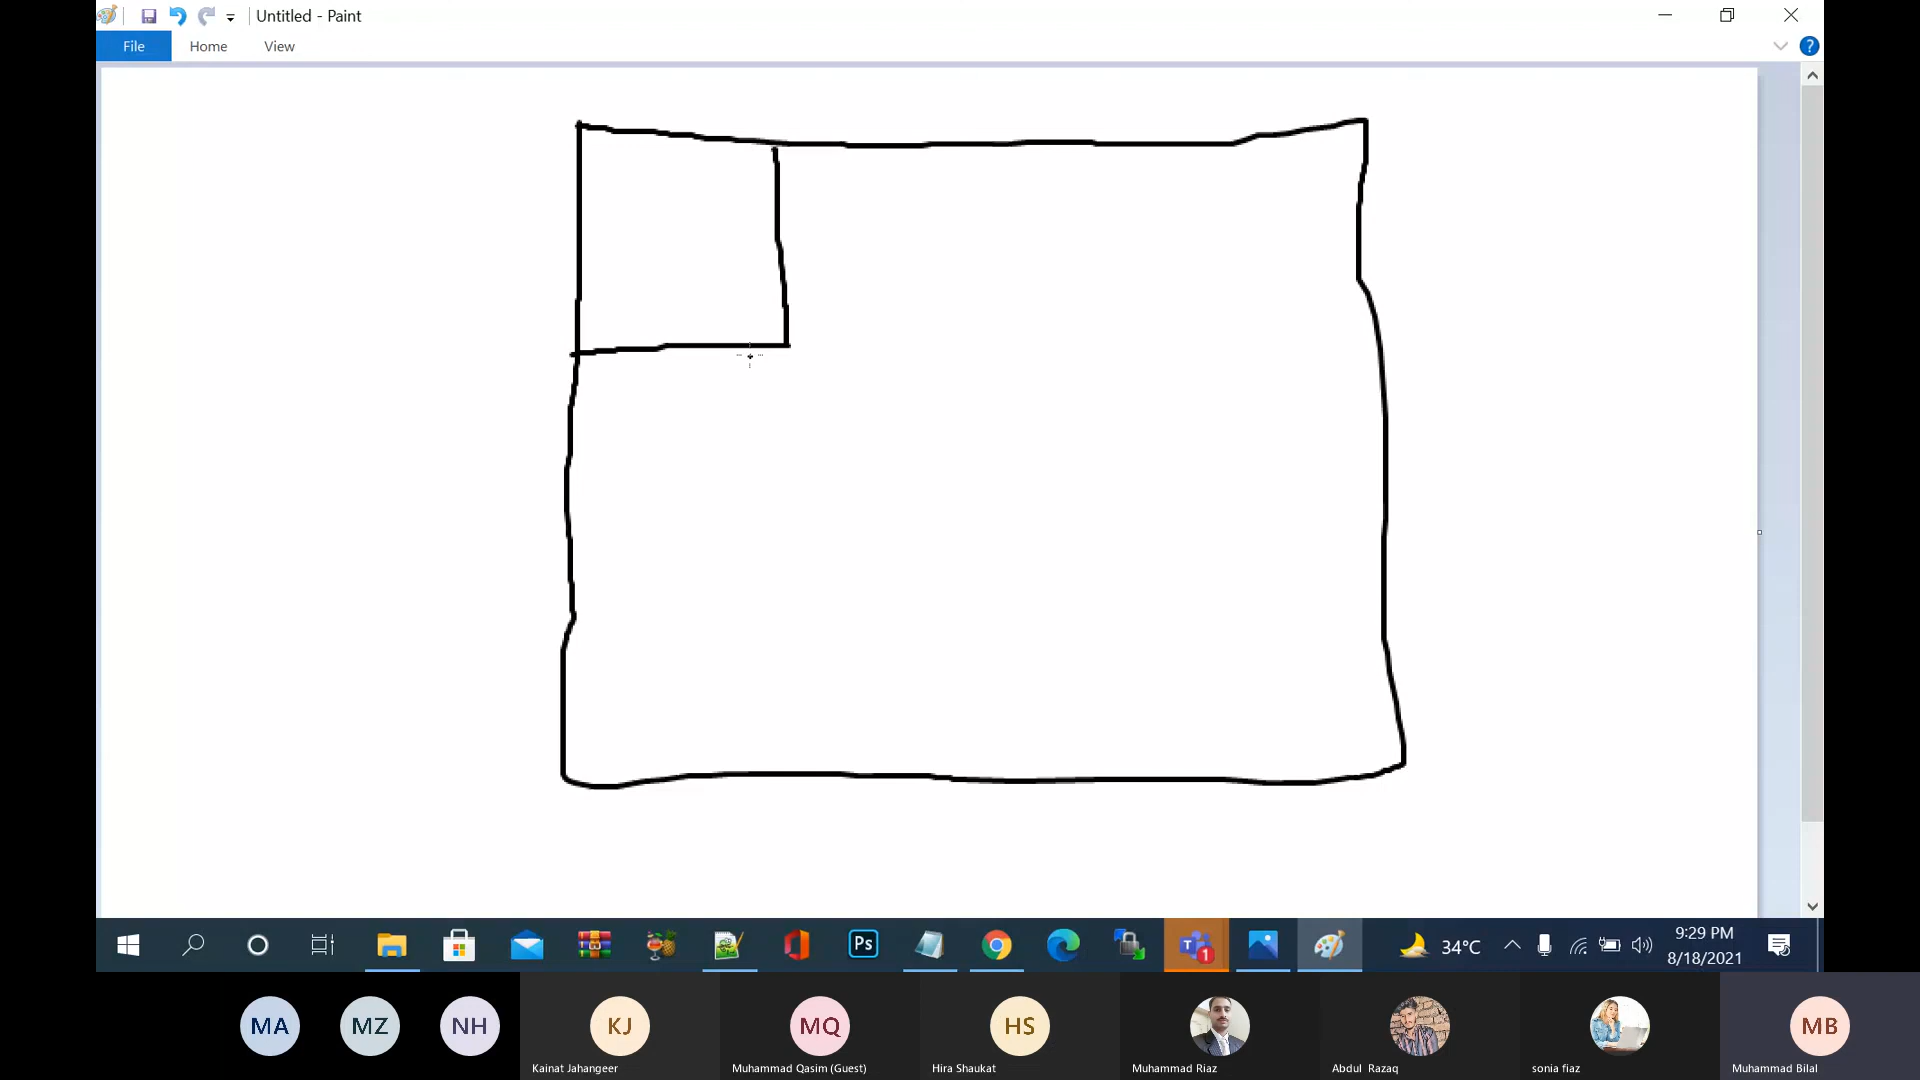 Untitled - Paint
File Home View
?
Ps
T 1
34°C
9:29 PM
8/18/2021
MA MZ NH KJ MQ HS MB
Kainat Jahangeer Muhammad Qasim (Guest) Hira Shaukat Muhammad Riaz Abdul Razaq sonia fiaz Muhammad Bilal